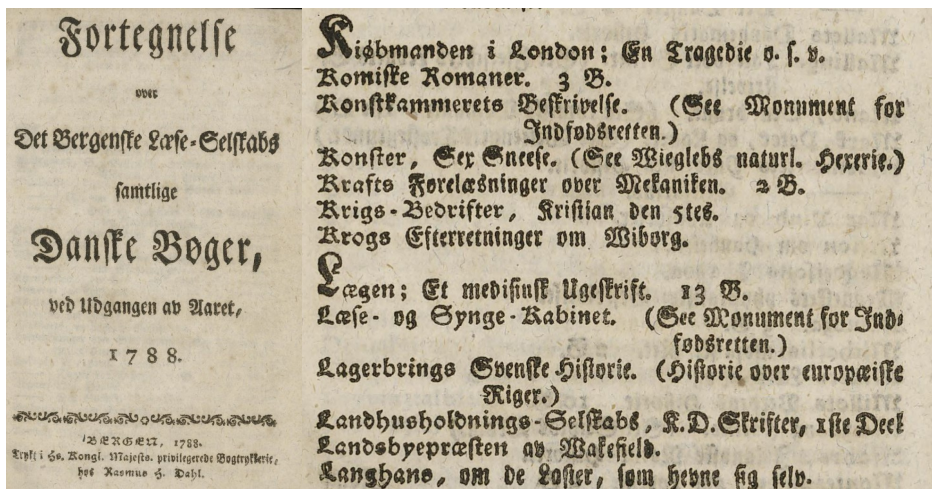 Fortegnelse
over
Det Bergenske Læse-Selskabs
samtlige
Danske Bøger,
ved Udgangen av Aaret,
1788.
BERGEN, 1788.
Trykt i Hs. Kongl. Majests. privilegerede Bogtrykkerie,
hos Rasmus H. Dahl.
Kiøbmanden i London; En Tragedie o. s. v.
Komiske Romaner. 3 B.
Konstkammerets Beskrivelse. (See Monument for
Indfødsretten.)
Konster, Sex Sneese. (See Wieglebs naturl. Hexerie.)
Krafts Forelæsninger over Mekaniken. 2 B.
Krigs-Bedrifter, Kristian den 5tes.
Krogs Efterretninger om Wiborg.
Lægen; Et medisinsk Ugeskrift. 13 B.
Læse- og Synge-Kabinet. (See Monument for Ind-
fødsretten.)
Lagerbrings Svenske Historie. (Historie over europæiske
Riger.)
Landhusholdnings-Selskabs, K. D. Skrifter, 1ste Deel
Landsbyepræsten av Wakefield.
Langhans, om de Laster, som hevne sig selv.